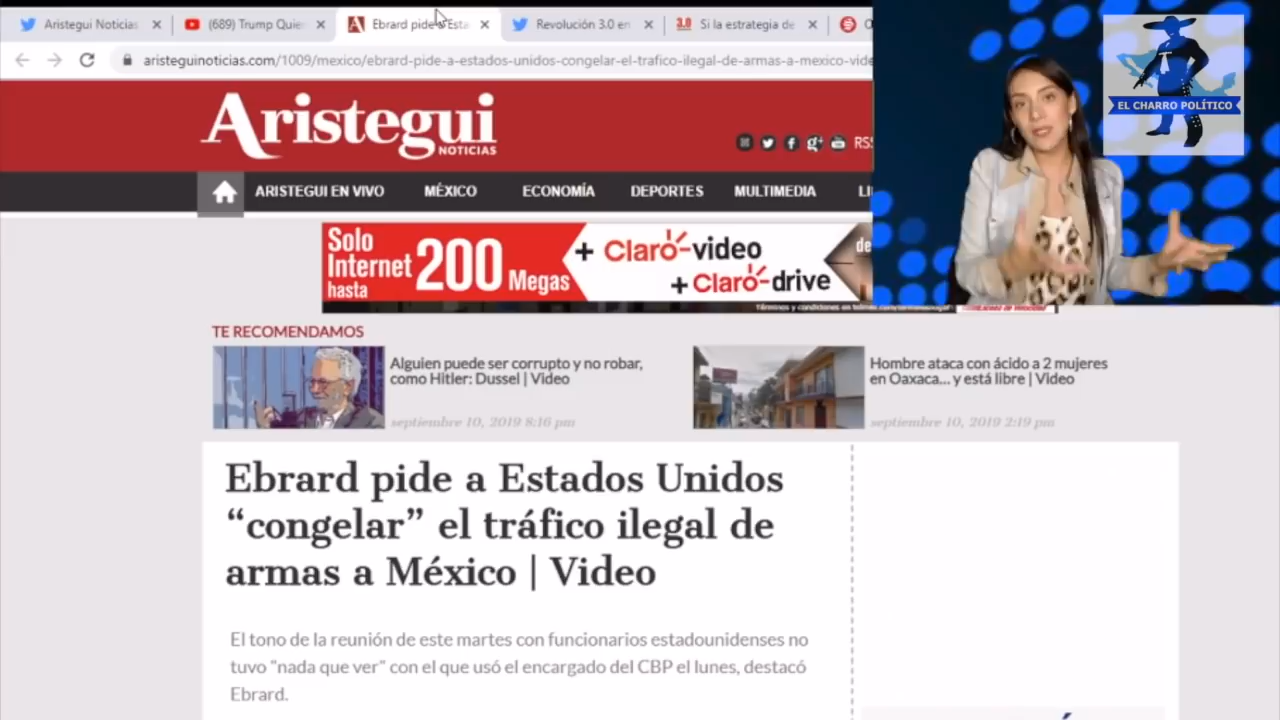 Aristegui Noticias
(689) Trump Quie
Ebrard pide a Esta
Revolución 3.0 en
3.0 Si la estrategia de
aristeguinoticias.com/1009/mexico/ebrard-pide-a-estados-unidos-congelar-el-trafico-ilegal-de-armas-a-mexico-vide
EL CHARRO POLÍTICO
Aristegui
NOTICIAS
RSS
ARISTEGUI EN VIVO MÉXICO ECONOMÍA DEPORTES MULTIMEDIA LI
Solo
Internet
hasta
200 Megas
+ Claro-video
+ Claro-drive
de
TE RECOMENDAMOS
Alguien puede ser corrupto y no robar,
como Hitler: Dussel | Video
septiembre 10, 2019 8:16 pm
Hombre ataca con ácido a 2 mujeres
en Oaxaca... y está libre | Video
septiembre 10, 2019 2:19 pm
Ebrard pide a Estados Unidos
“congelar” el tráfico ilegal de
armas a México | Video
El tono de la reunión de este martes con funcionarios estadounidenses no
tuvo "nada que ver" con el que usó el encargado del CBP el lunes, destacó
Ebrard.